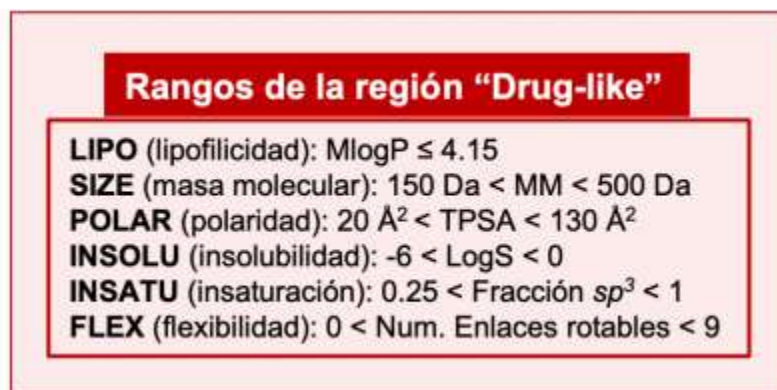 Rangos de la región “Drug-like”
LIPO (lipofilicidad): MlogP ≤ 4.15
SIZE (masa molecular): 150 Da < MM < 500 Da
POLAR (polaridad): 20 Å² < TPSA < 130 Å²
INSOLU (insolubilidad): -6 < LogS < 0
INSATU (insaturación): 0.25 < Fracción sp³ < 1
FLEX (flexibilidad): 0 < Num. Enlaces rotables < 9